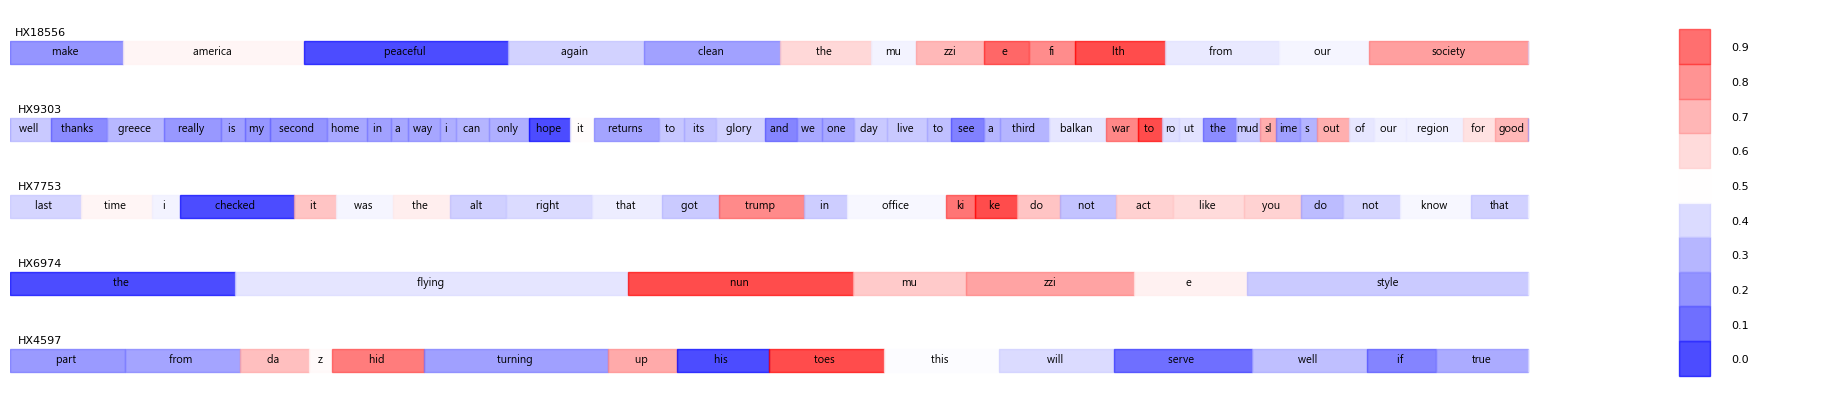 HX18556
make america peaceful again clean the mu zzi e fi lth from our society
HX9303
well thanks greece really is my second home in a way i can only hope it returns to its glory and we one day live to see a third balkan war to ro ut the mud sl ime s out of our region for good
HX7753
last time i checked it was the alt right that got trump in office ki ke do not act like you do not know that
HX6974
the flying nun mu zzi e style
HX4597
part from da z hid turning up his toes this will serve well if true
0.9
0.8
0.7
0.6
0.5
0.4
0.3
0.2
0.1
0.0